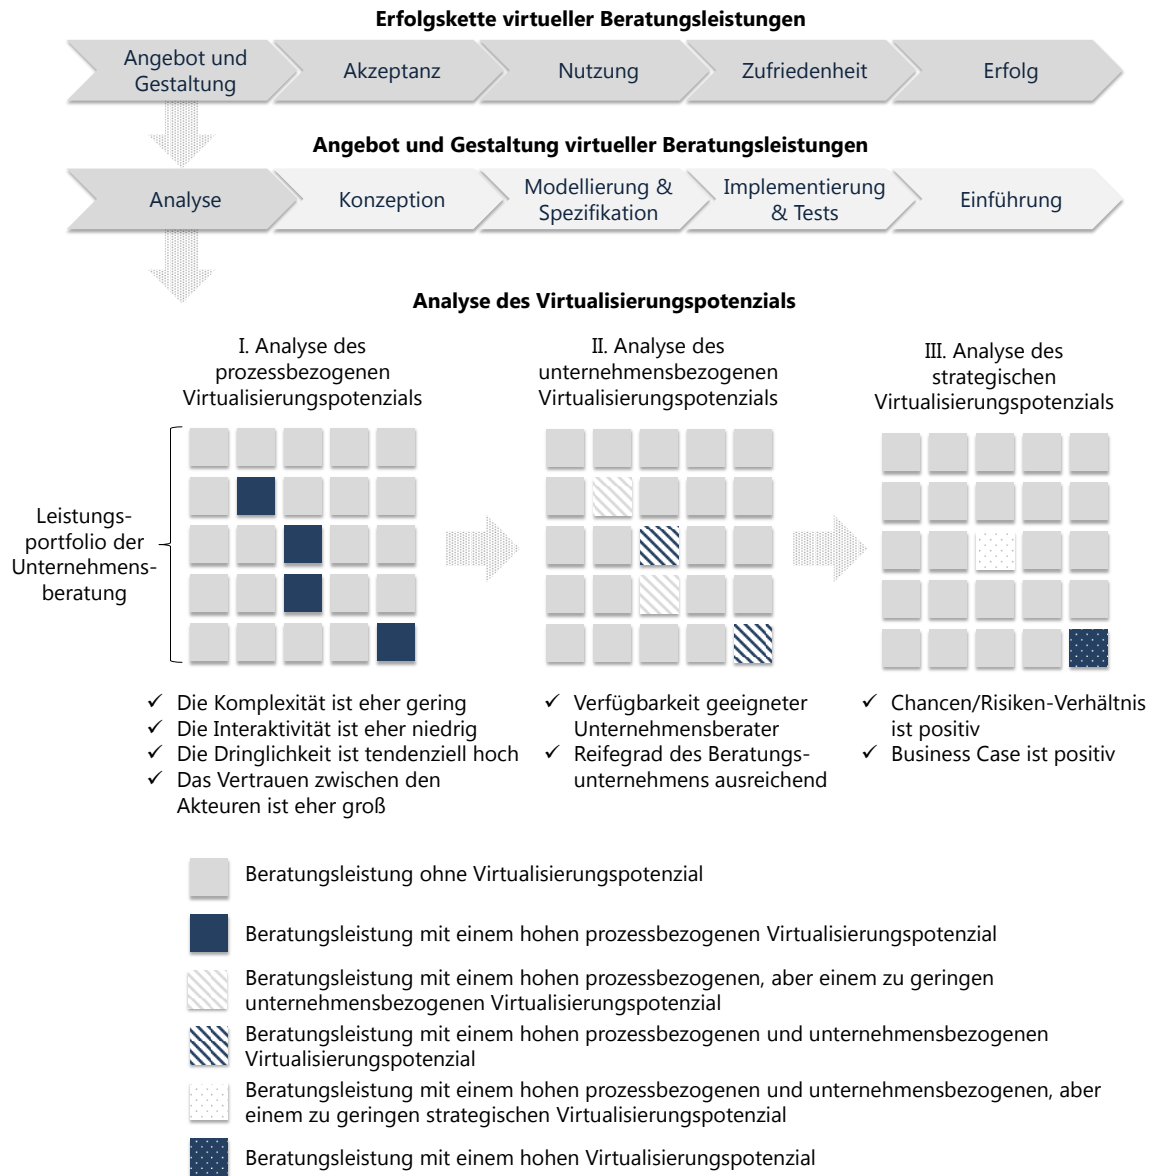 Erfolgskette virtueller Beratungsleistungen
Angebot und
Gestaltung
Akzeptanz
Nutzung
Zufriedenheit
Erfolg
Angebot und Gestaltung virtueller Beratungsleistungen
Analyse
Konzeption
Modellierung &
Spezifikation
Implementierung
& Tests
Einführung
Analyse des Virtualisierungspotenzials
I. Analyse des
prozessbezogenen
Virtualisierungspotenzials
II. Analyse des
unternehmensbezogenen
Virtualisierungspotenzials
III. Analyse des
strategischen
Virtualisierungspotenzials
Leistungs-
portfolio der
Unternehmens-
beratung
✓ Die Komplexität ist eher gering
✓ Die Interaktivität ist eher niedrig
✓ Die Dringlichkeit ist tendenziell hoch
✓ Das Vertrauen zwischen den
Akteuren ist eher groß
✓ Verfügbarkeit geeigneter
Unternehmensberater
✓ Reifegrad des Beratungs-
unternehmens ausreichend
✓ Chancen/Risiken-Verhältnis
ist positiv
✓ Business Case ist positiv
Beratungsleistung ohne Virtualisierungspotenzial
Beratungsleistung mit einem hohen prozessbezogenen Virtualisierungspotenzial
Beratungsleistung mit einem hohen prozessbezogenen, aber einem zu geringen
unternehmensbezogenen Virtualisierungspotenzial
Beratungsleistung mit einem hohen prozessbezogenen und unternehmensbezogenen
Virtualisierungspotenzial
Beratungsleistung mit einem hohen prozessbezogenen und unternehmensbezogenen, aber
einem zu geringen strategischen Virtualisierungspotenzial
Beratungsleistung mit einem hohen Virtualisierungspotenzial